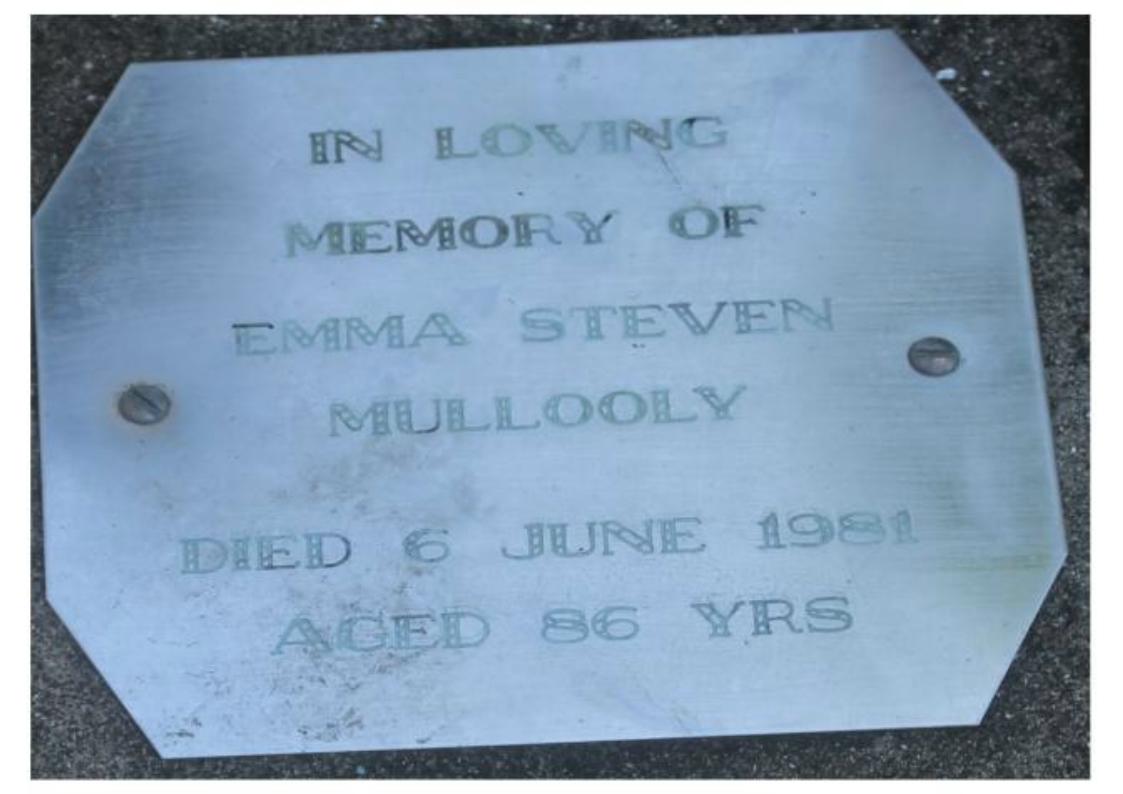 IN LOVING
MEMORY OF
EMMA STEVEN
MULLOOLY
DIED 6 JUNE 1981
AGED 86 YRS